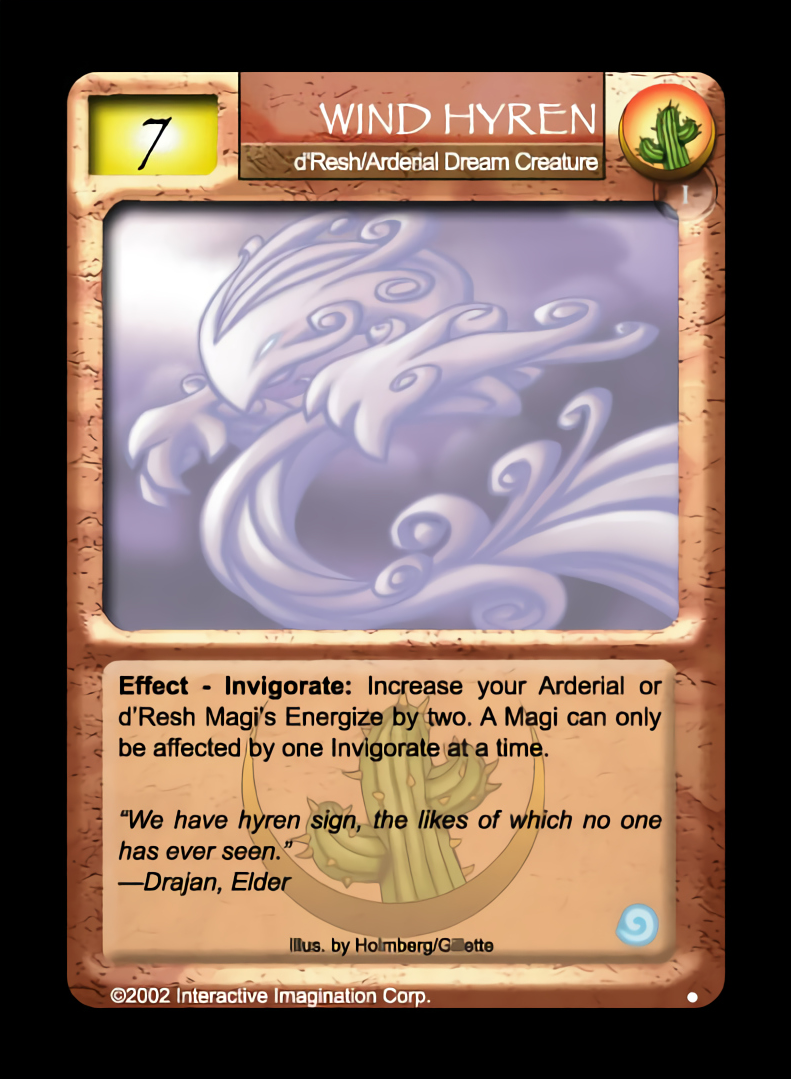 7
WIND HYREN
d'Resh/Arderial Dream Creature
I
Effect - Invigorate: Increase your Arderial or
d'Resh Magi's Energize by two. A Magi can only
be affected by one Invigorate at a time.
"We have hyren sign, the likes of which no one
has ever seen."
—Drajan, Elder
Illus. by Holmberg/Gillette
©2002 Interactive Imagination Corp.